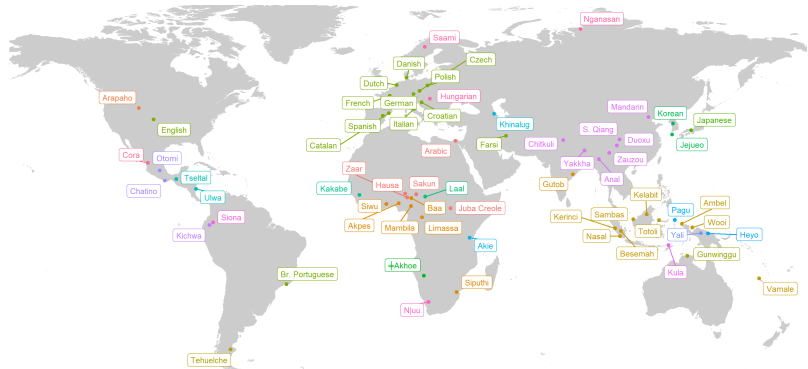 Nganasan
Saami
Danish
Czech
Dutch
Polish
Arapaho
French
German
Hungarian
Mandarin
Korean
English
Spanish
Italian
Croatian
Khinalug
S. Qiang
Duoxu
Japanese
Catalan
Arabic
Farsi
Chitkuli
Jejueo
Cora
Otomi
Yakkha
Zauzou
Zaar
Tseltal
Hausa
Sakun
Laal
Gutob
Anal
Chatino
Ulwa
Kakabe
Kelabit
Ambel
Siwu
Baa
Juba Creole
Kerinci
Sambas
Pagu
Wooi
Siona
Akpes
Mambila
Limassa
Nasal
Totoli
Yali
Heyo
Kichwa
Akie
Besemah
Gunwinggu
ǂAkhoe
Kula
Br. Portuguese
Siputhi
Vamale
Njuu
Tehuelche